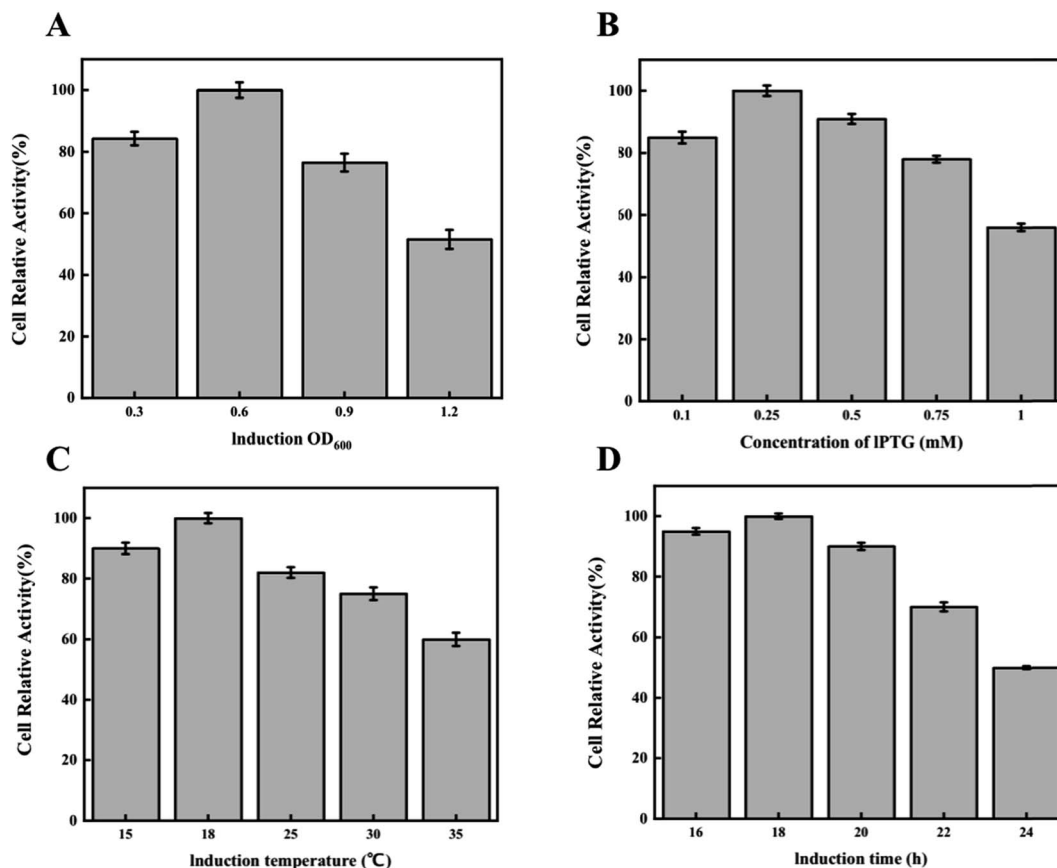 A
Cell Relative Activity(%)
100
80
60
40
20
0
0.3 0.6 0.9 1.2
Induction OD600
B
Cell Relative Activity(%)
100
80
60
40
20
0
0.1 0.25 0.5 0.75 1
Concentration of IPTG (mM)
C
Cell Relative Activity(%)
100
80
60
40
20
0
15 18 25 30 35
Induction temperature (℃)
D
Cell Relative Activity(%)
100
80
60
40
20
0
16 18 20 22 24
Induction time (h)